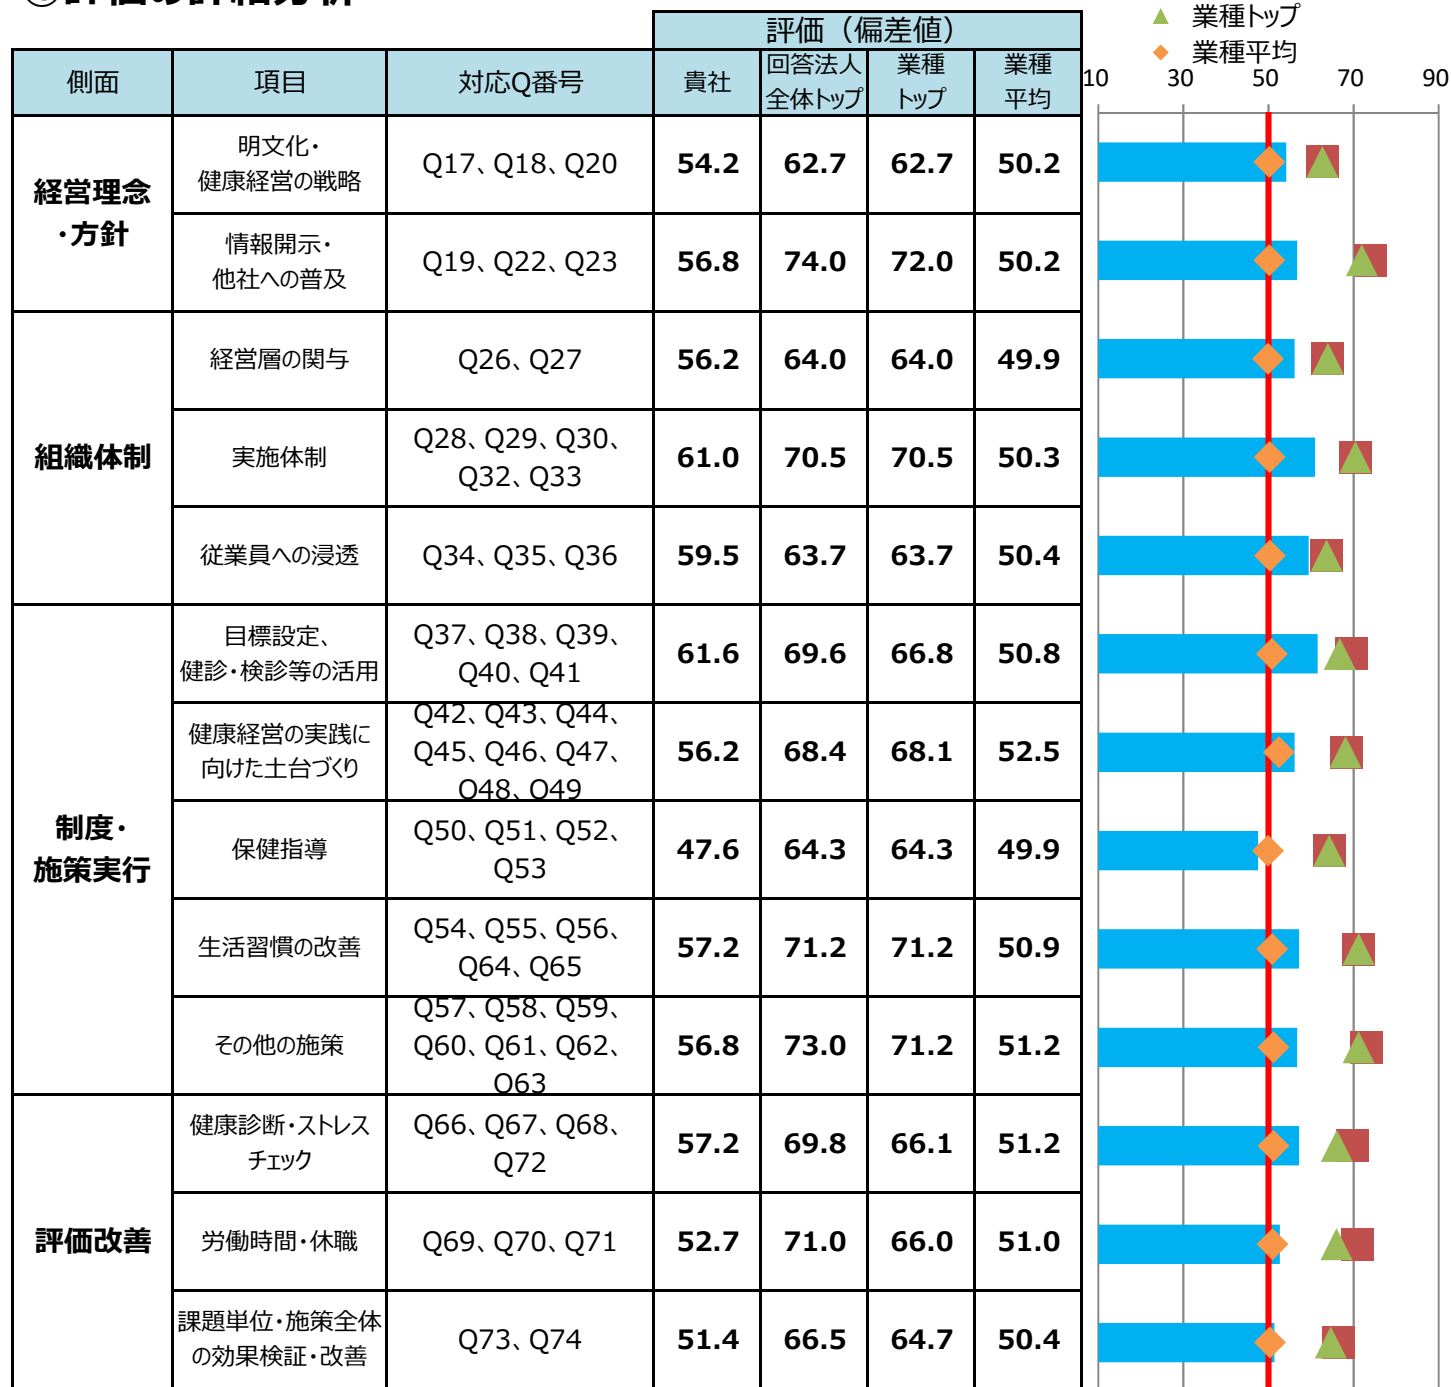 評価（偏差値）
側面 項目 対応Q番号 貴社 回答法人全体トップ 業種トップ 業種平均
▲ 業種トップ
◆ 業種平均
10 30 50 70 90
経営理念・方針
明文化・健康経営の戦略 Q17、Q18、Q20 54.2 62.7 62.7 50.2
情報開示・他社への普及 Q19、Q22、Q23 56.8 74.0 72.0 50.2
組織体制
経営層の関与 Q26、Q27 56.2 64.0 64.0 49.9
実施体制 Q28、Q29、Q30、Q32、Q33 61.0 70.5 70.5 50.3
従業員への浸透 Q34、Q35、Q36 59.5 63.7 63.7 50.4
制度・施策実行
目標設定、健診・検診等の活用 Q37、Q38、Q39、Q40、Q41 61.6 69.6 66.8 50.8
健康経営の実践に向けた土台づくり Q42、Q43、Q44、Q45、Q46、Q47、Q48、Q49 56.2 68.4 68.1 52.5
保健指導 Q50、Q51、Q52、Q53 47.6 64.3 64.3 49.9
生活習慣の改善 Q54、Q55、Q56、Q64、Q65 57.2 71.2 71.2 50.9
その他の施策 Q57、Q58、Q59、Q60、Q61、Q62、Q63 56.8 73.0 71.2 51.2
評価改善
健康診断・ストレスチェック Q66、Q67、Q68、Q72 57.2 69.8 66.1 51.2
労働時間・休職 Q69、Q70、Q71 52.7 71.0 66.0 51.0
課題単位・施策全体の効果検証・改善 Q73、Q74 51.4 66.5 64.7 50.4